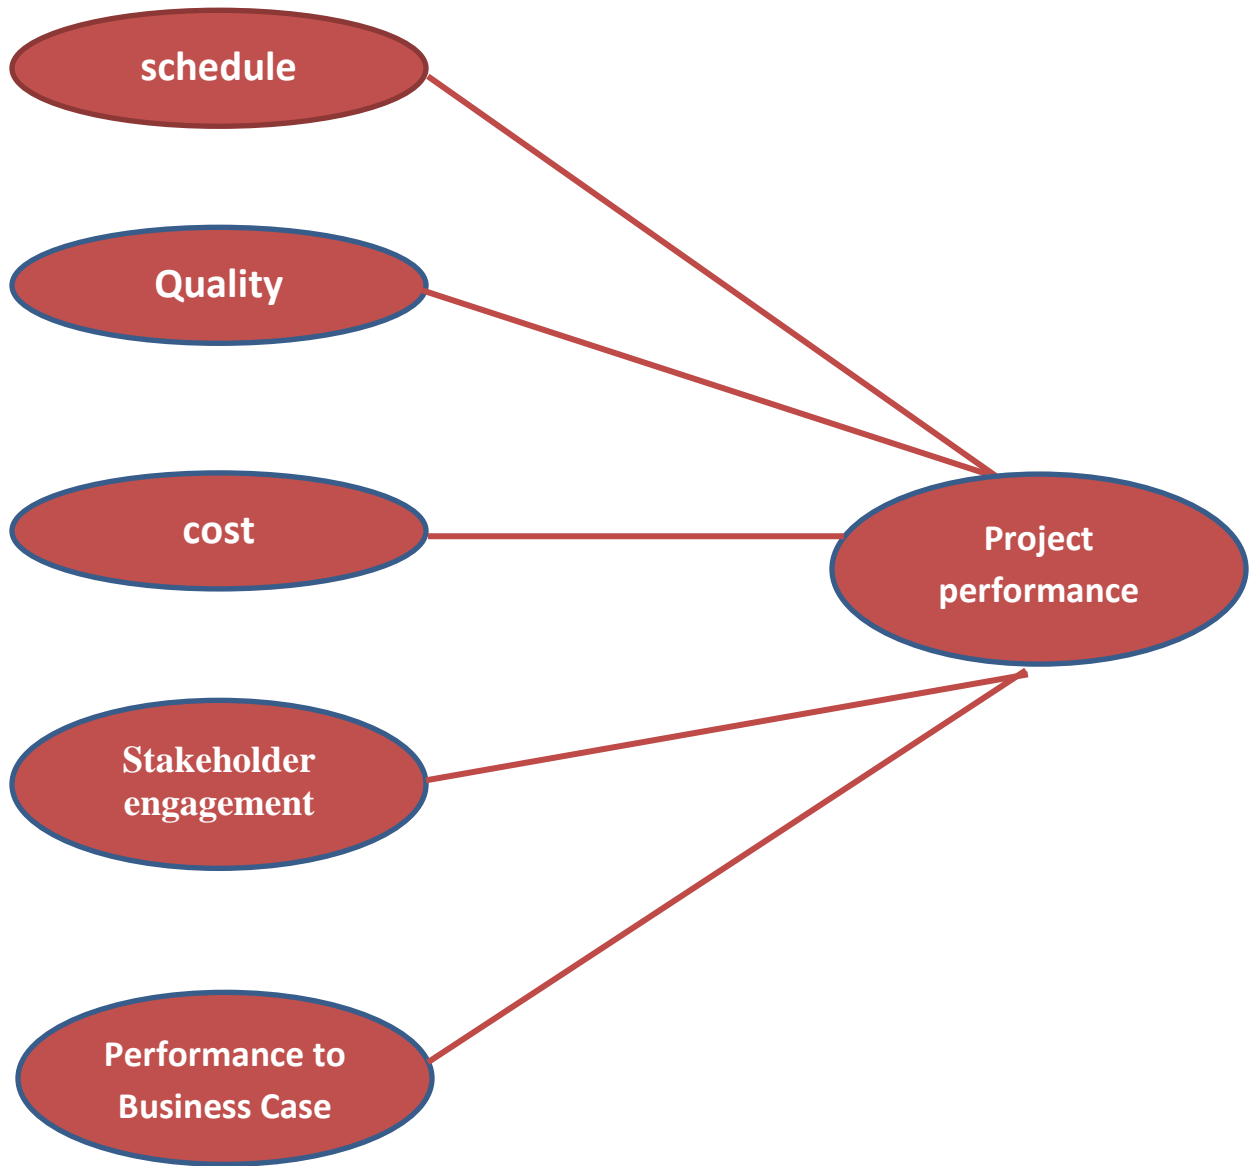 schedule
Quality
cost
Project
performance
Stakeholder
engagement
Performance to
Business Case